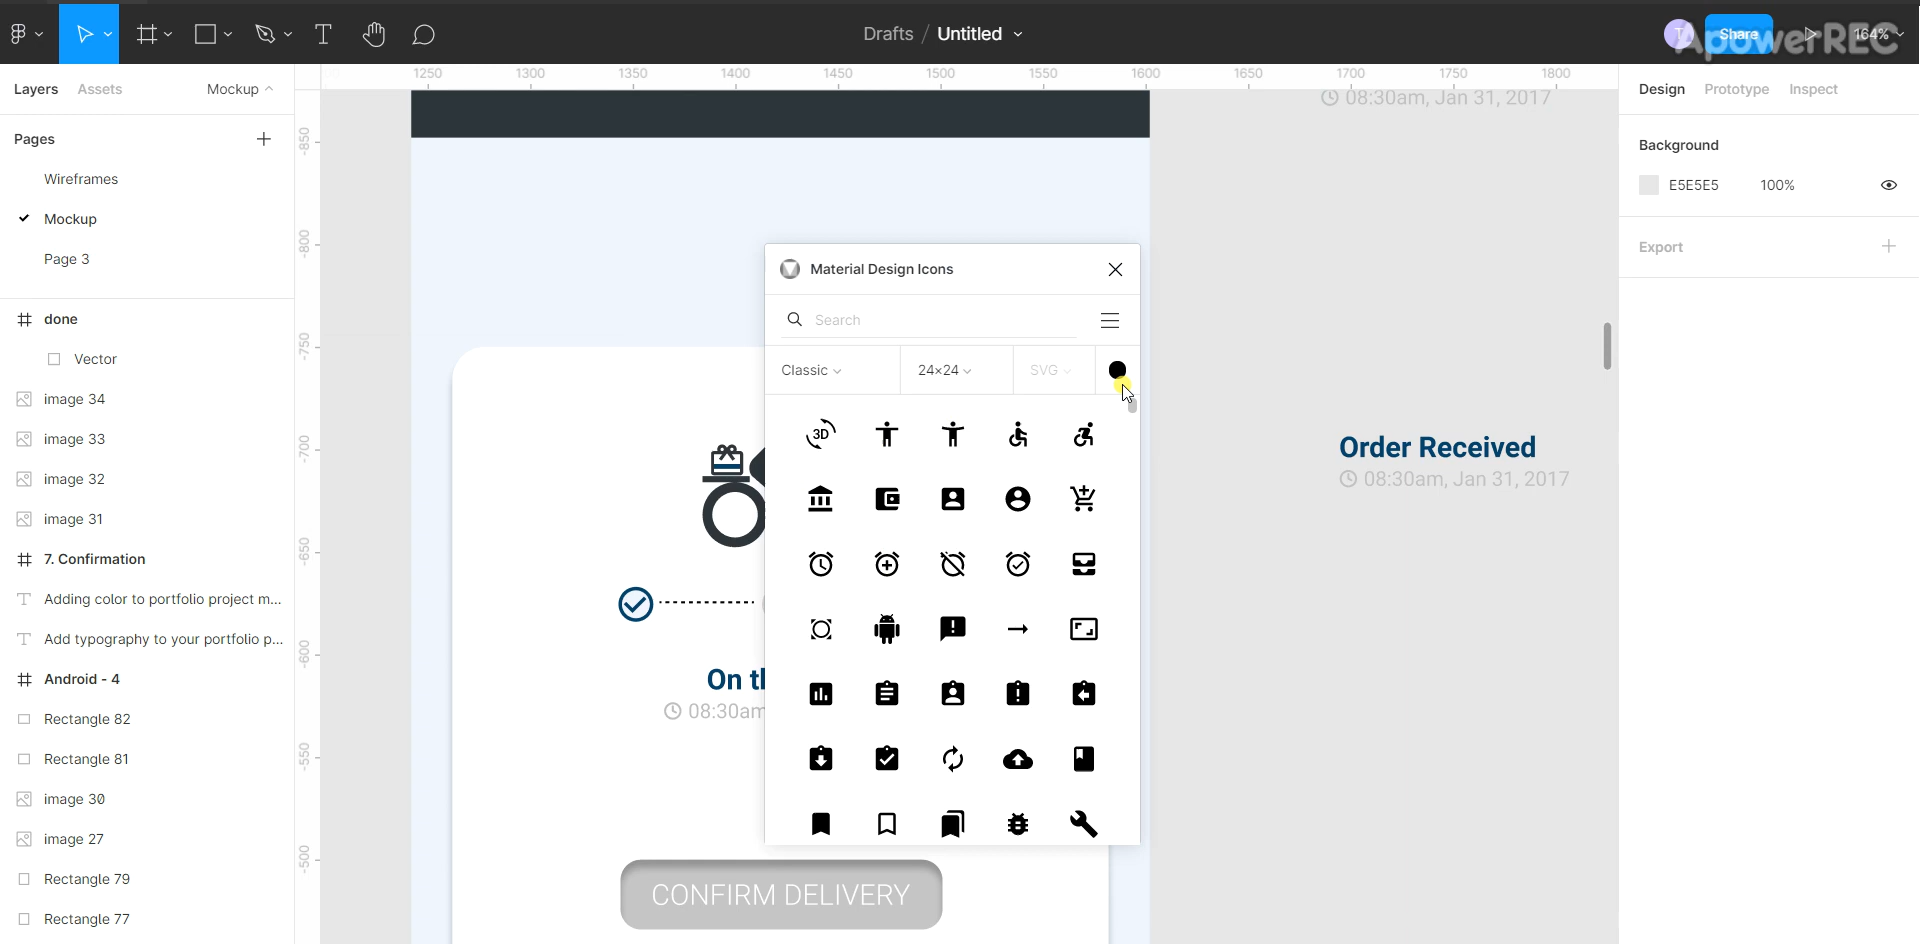 Drafts / Untitled
Share
164%
ApowerREC
Layers
Assets
Mockup
Pages
Wireframes
Mockup
Page 3
done
Vector
image 34
image 33
image 32
image 31
7. Confirmation
Adding color to portfolio project m...
Add typography to your portfolio p...
Android - 4
Rectangle 82
Rectangle 81
image 30
image 27
Rectangle 79
Rectangle 77
1250 1300 1350 1400 1450 1500 1550 1600 1650 1700 1750 1800
-850
-800
-750
-700
-650
-600
-550
-500
08:30am, Jan 31, 2017
Material Design Icons
Search
Classic
24×24
SVG
3D
On th
08:30am
CONFIRM DELIVERY
Order Received
08:30am, Jan 31, 2017
Design
Prototype
Inspect
Background
E5E5E5
100%
Export